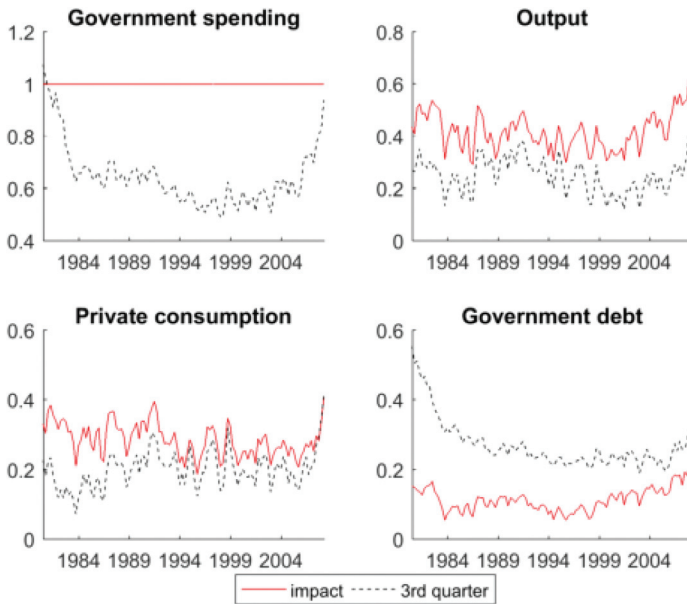 Government spending
Output
1
0.8
0.6
0.4
1984 1989 1994 1999 2004
0.8
0.6
0.4
0.2
0
1984 1989 1994 1999 2004
Private consumption
Government debt
0.6
0.4
0.2
0
1984 1989 1994 1999 2004
0.6
0.4
0.2
0
1984 1989 1994 1999 2004
impact 3rd quarter